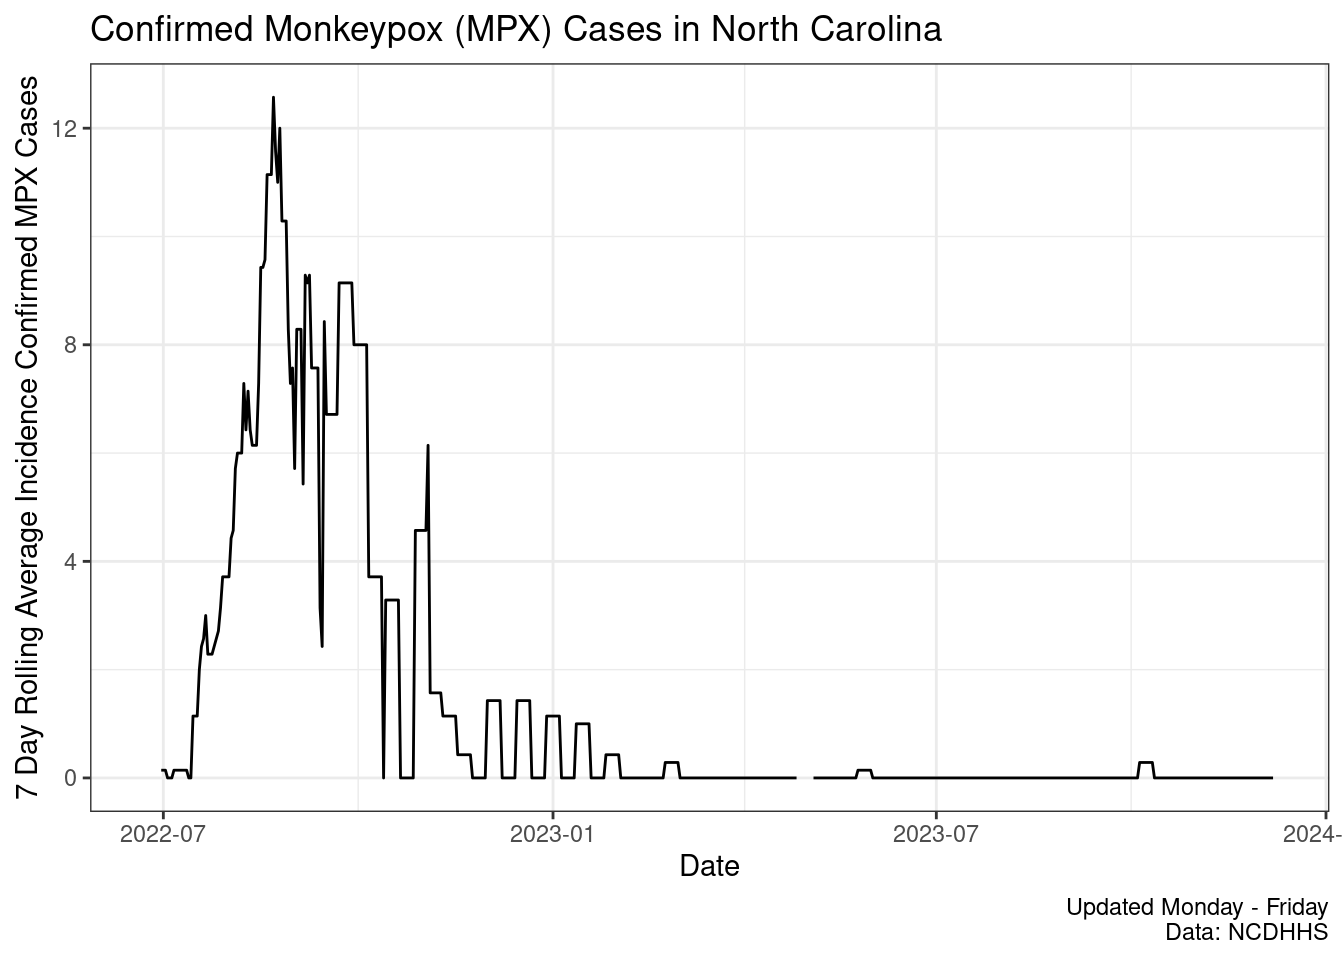 Confirmed Monkeypox (MPX) Cases in North Carolina
7 Day Rolling Average Incidence Confirmed MPX Cases
12
8
4
0
2022-07
2023-01
2023-07
2024-
Date
Updated Monday - Friday
Data: NCDHHS